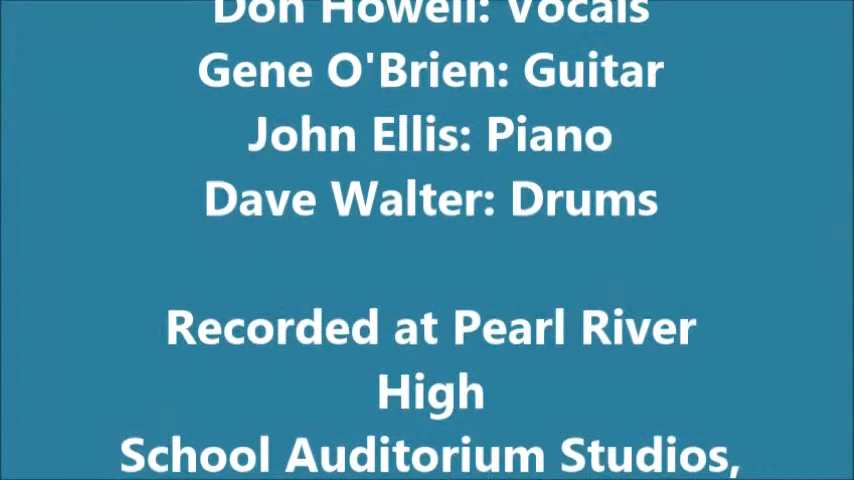 Don Howell: Vocals
Gene O'Brien: Guitar
John Ellis: Piano
Dave Walter: Drums
Recorded at Pearl River
High
School Auditorium Studios,